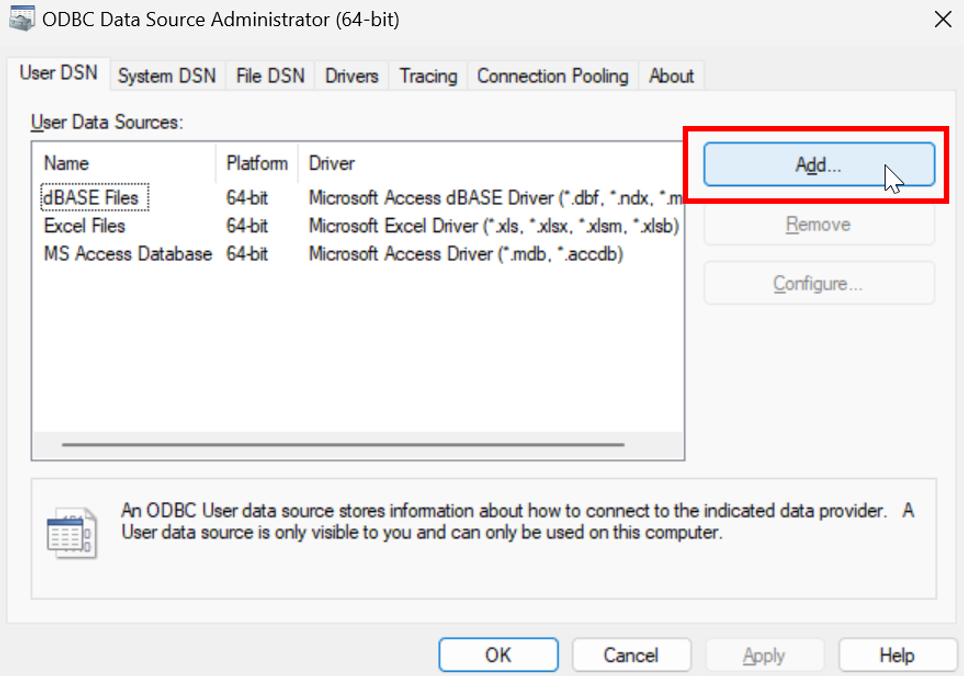 ODBC Data Source Administrator (64-bit)
User DSN System DSN File DSN Drivers Tracing Connection Pooling About
User Data Sources:
Name Platform Driver
dBASE Files 64-bit Microsoft Access dBASE Driver (*.dbf, *.ndx, *.m
Excel Files 64-bit Microsoft Excel Driver (*.xls, *.xlsx, *.xlsm, *.xlsb)
MS Access Database 64-bit Microsoft Access Driver (*.mdb, *.accdb)
Add...
Remove
Configure...
An ODBC User data source stores information about how to connect to the indicated data provider. A
User data source is only visible to you and can only be used on this computer.
OK Cancel Apply Help